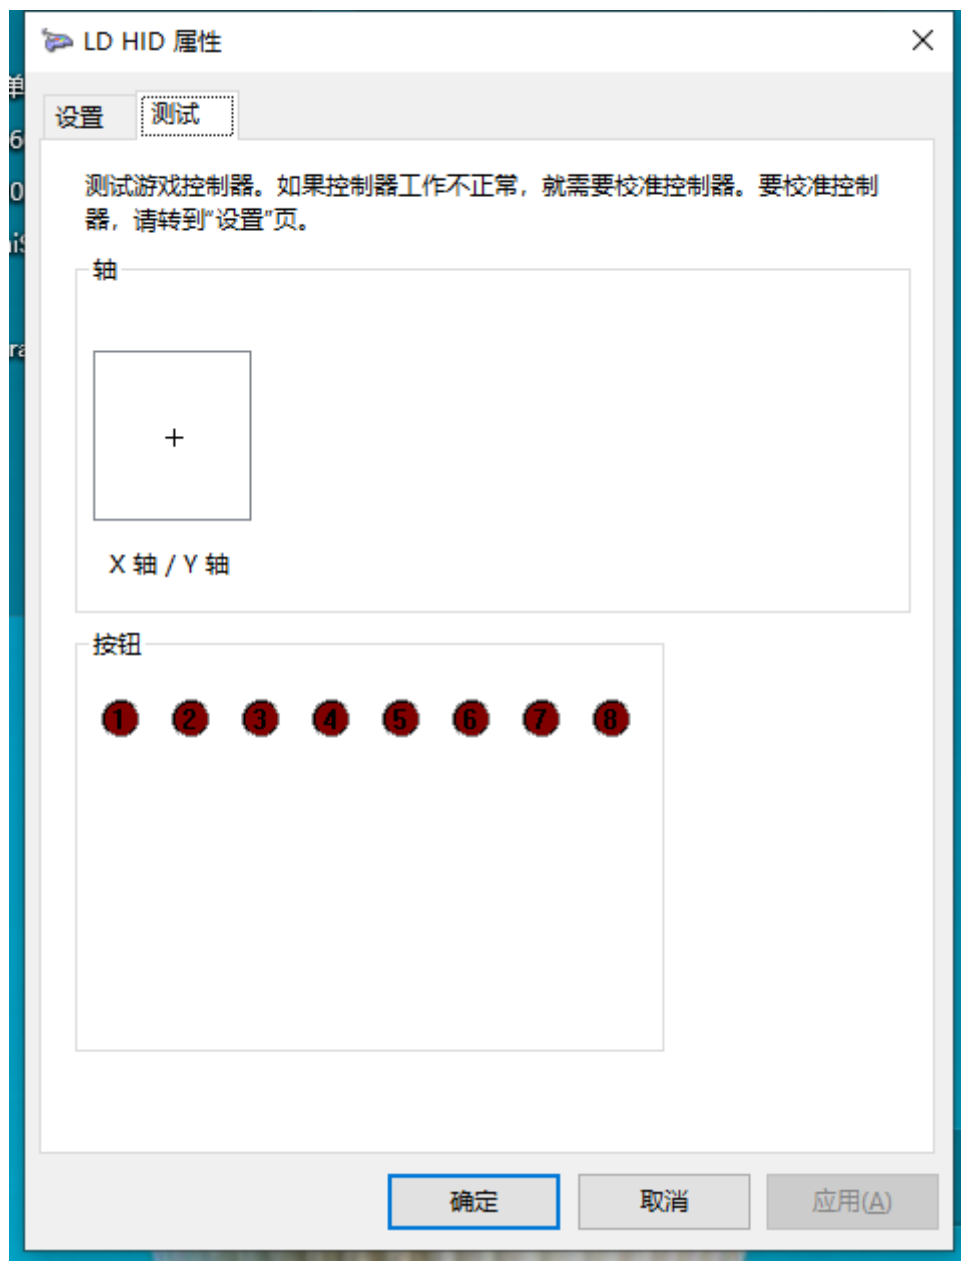 LD HID 属性
设置
测试
测试游戏控制器。如果控制器工作不正常，就需要校准控制器。要校准控制
器，请转到“设置”页。
轴
X 轴 / Y 轴
按钮
1 2 3 4 5 6 7 8
确定
取消
应用(A)